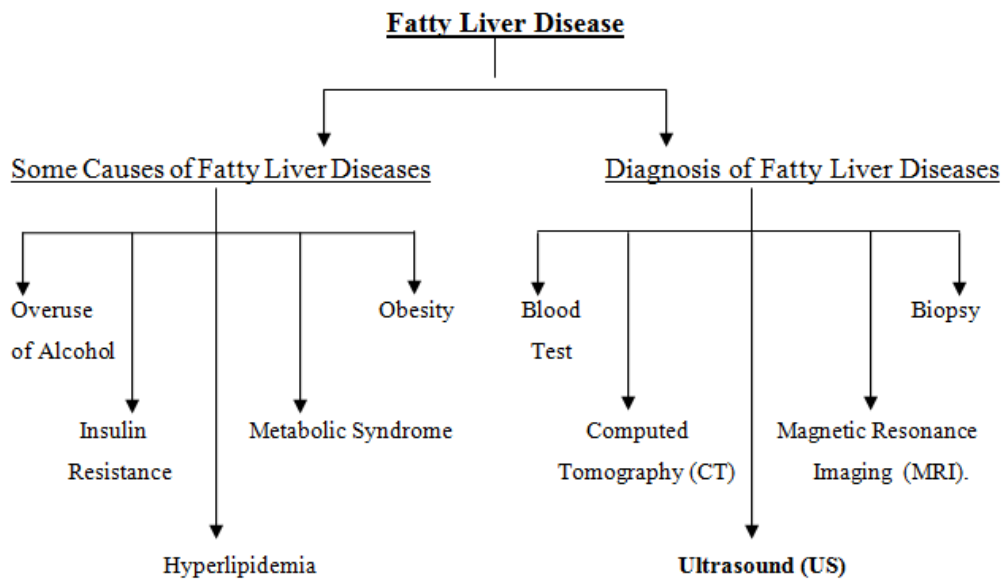 Fatty Liver Disease
Some Causes of Fatty Liver Diseases
Diagnosis of Fatty Liver Diseases
Overuse
of Alcohol
Insulin
Resistance
Hyperlipidemia
Metabolic Syndrome
Obesity
Blood
Test
Computed
Tomography (CT)
Ultrasound (US)
Magnetic Resonance
Imaging (MRI).
Biopsy